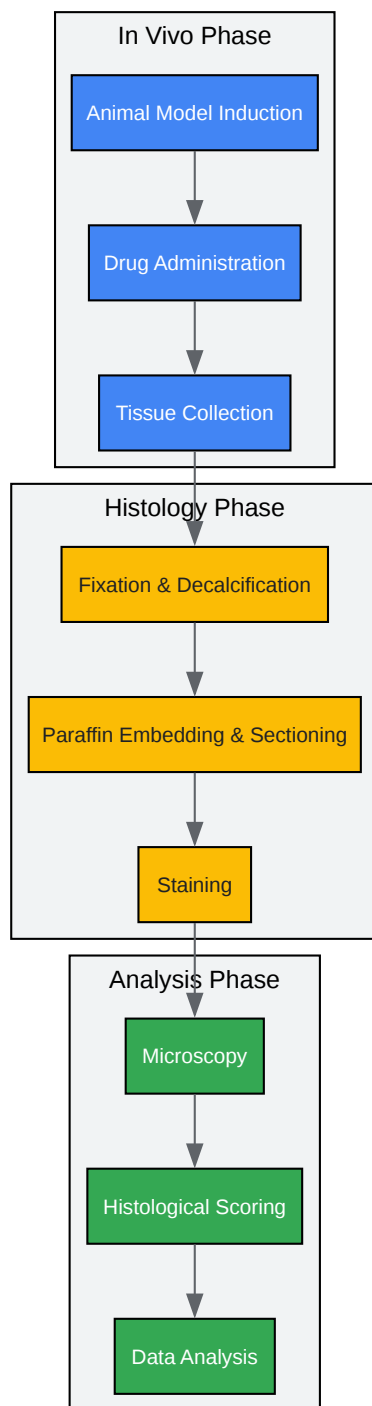 In Vivo Phase
Animal Model Induction
Drug Administration
Tissue Collection
Histology Phase
Fixation & Decalcification
Paraffin Embedding & Sectioning
Staining
Analysis Phase
Microscopy
Histological Scoring
Data Analysis